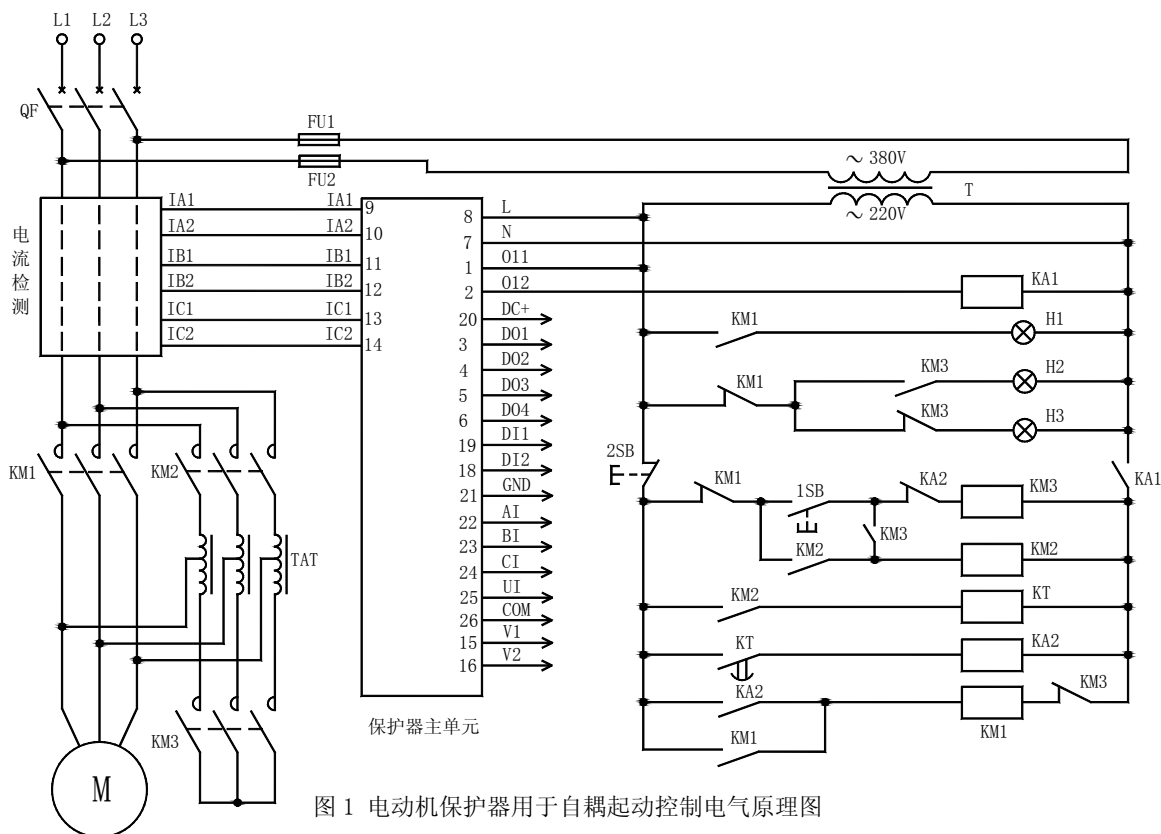 L1 L2 L3
QF
FU1
FU2
～380V
T
～220V
电流检测
IA1 IA1 9
IA2 IA2 10
IB1 IB1 11
IB2 IB2 12
IC1 IC1 13
IC2 IC2 14
8 L
7 N
1 011
2 012
20 DC+
3 DO1
4 DO2
5 DO3
6 DO4
19 DI1
18 DI2
21 GND
22 AI
23 BI
24 CI
25 UI
26 COM
15 V1
16 V2
保护器主单元
KA1
KM1 H1
KM1 KM3 H2
KM3 H3
2SB
KA1
KM1 1SB KA2 KM3
KM3
KM2 KM2
KM2 KT
KT KA2
KA2 KM1 KM3
KM1
KM1 KM2
TAT
KM3
M
图1 电动机保护器用于自耦起动控制电气原理图